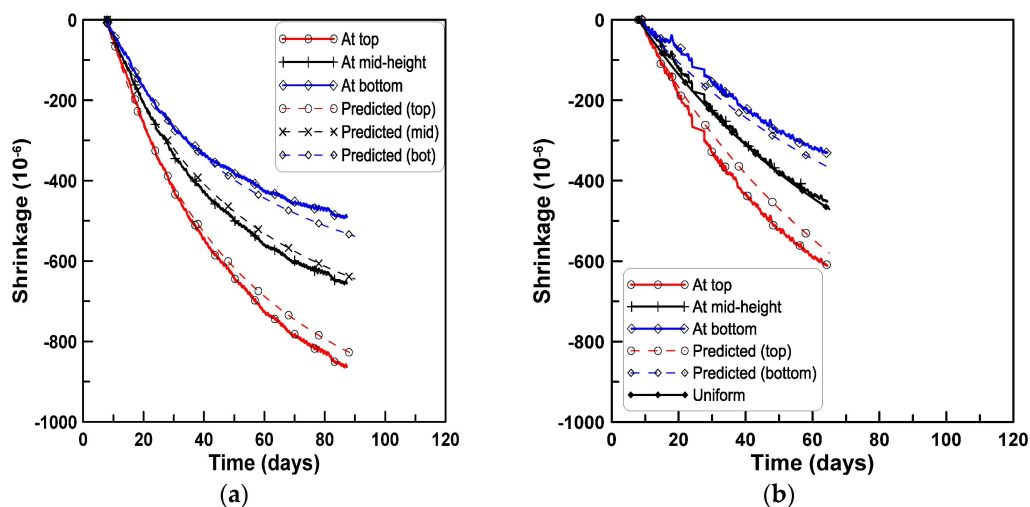 0
-200
-400
-600
-800
-1000
Shrinkage (10-6)
0 20 40 60 80 100 120
Time (days)
At top
At mid-height
At bottom
Predicted (top)
Predicted (mid)
Predicted (bot)
(a)
0
-200
-400
-600
-800
-1000
Shrinkage (10-6)
0 20 40 60 80 100 120
Time (days)
At top
At mid-height
At bottom
Predicted (top)
Predicted (bottom)
Uniform
(b)